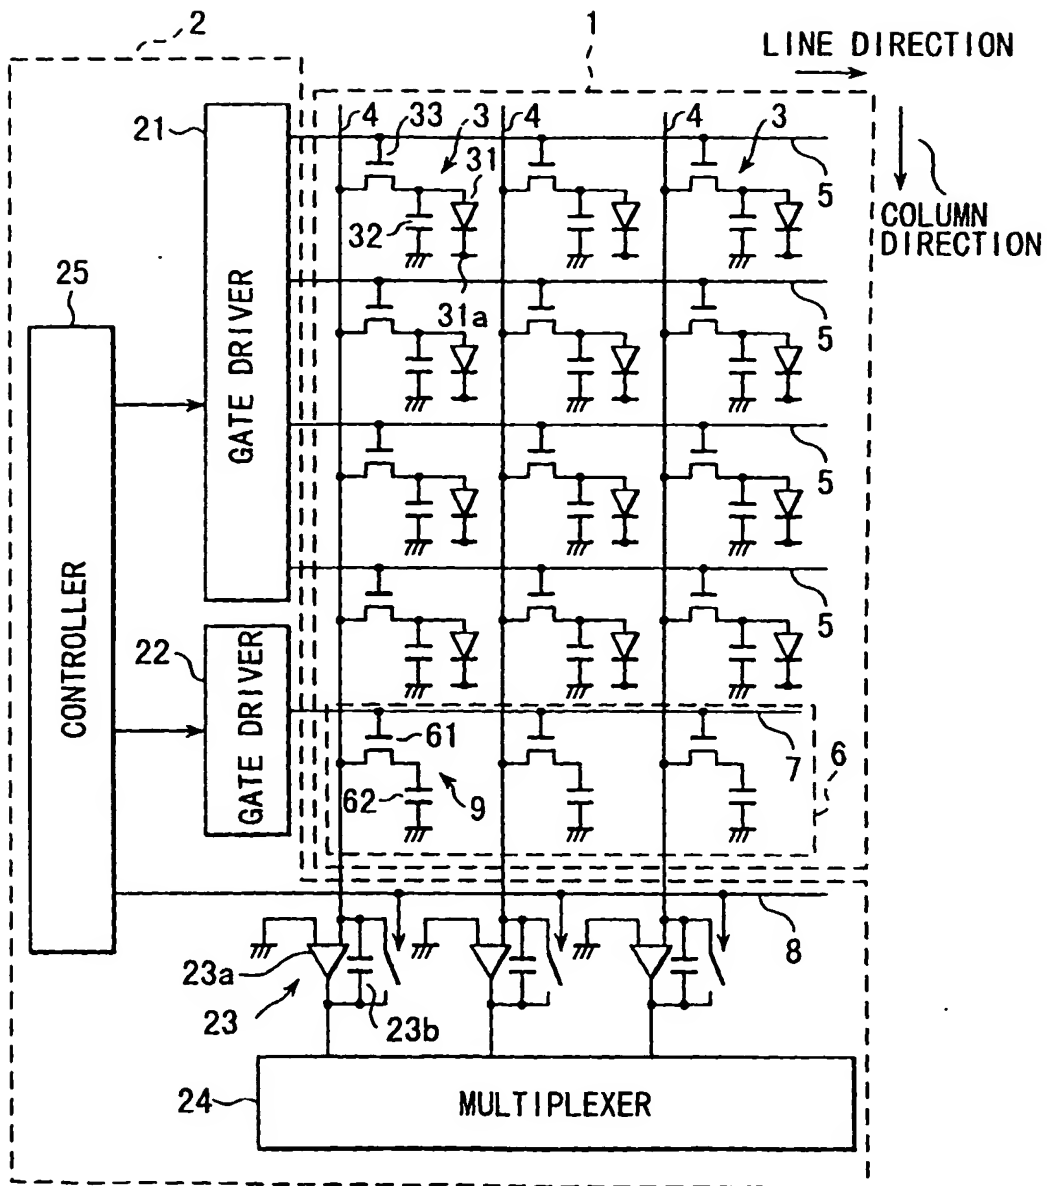 2
1
LINE DIRECTION
21
4
33
3
4
4
3
31
5
COLUMN
DIRECTION
32
25
31a
5
GATE DRIVER
5
CONTROLLER
5
22
GATE DRIVER
61
7
6
62
9
8
23a
23
23b
24
MULTIPLEXER